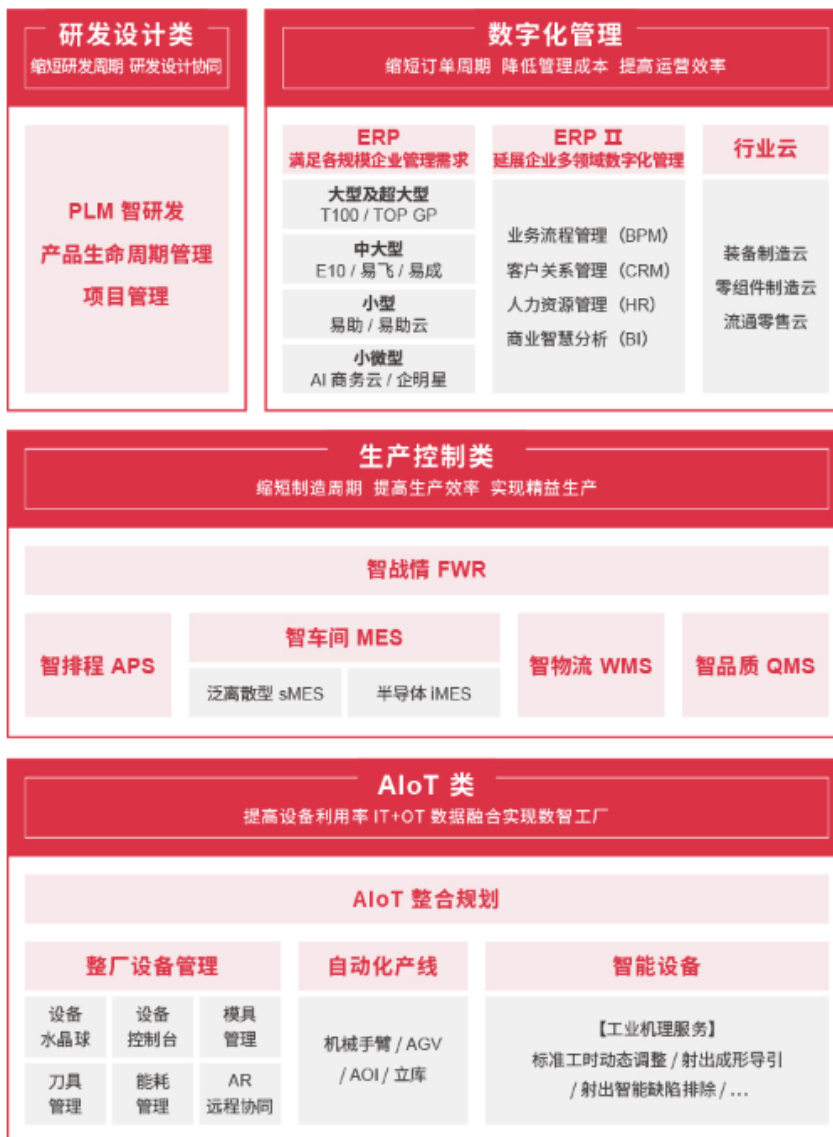 研发设计类
缩短研发周期 研发设计协同
PLM 智研发
产品生命周期管理
项目管理
数字化管理
缩短订单周期 降低管理成本 提高运营效率
ERP
满足各规模企业管理需求
大型及超大型
T100 / TOP GP
中大型
E10 / 易飞 / 易成
小型
易助 / 易助云
小微型
AI 商务云 / 企明星
ERP Ⅱ
延展企业多领域数字化管理
业务流程管理（BPM）
客户关系管理（CRM）
人力资源管理（HR）
商业智慧分析（BI）
行业云
装备制造云
零组件制造云
流通零售云
生产控制类
缩短制造周期 提高生产效率 实现精益生产
智战情 FWR
智排程 APS
智车间 MES
泛离散型 sMES
半导体 iMES
智物流 WMS
智品质 QMS
AIoT 类
提高设备利用率 IT+OT 数据融合实现数智工厂
AIoT 整合规划
整厂设备管理
设备
水晶球
设备
控制台
模具
管理
刀具
管理
能耗
管理
AR
远程协同
自动化产线
机械手臂 / AGV
/ AOI / 立库
智能设备
【工业机理服务】
标准工时动态调整 / 射出成形导引
/ 射出智能缺陷排除 / ...